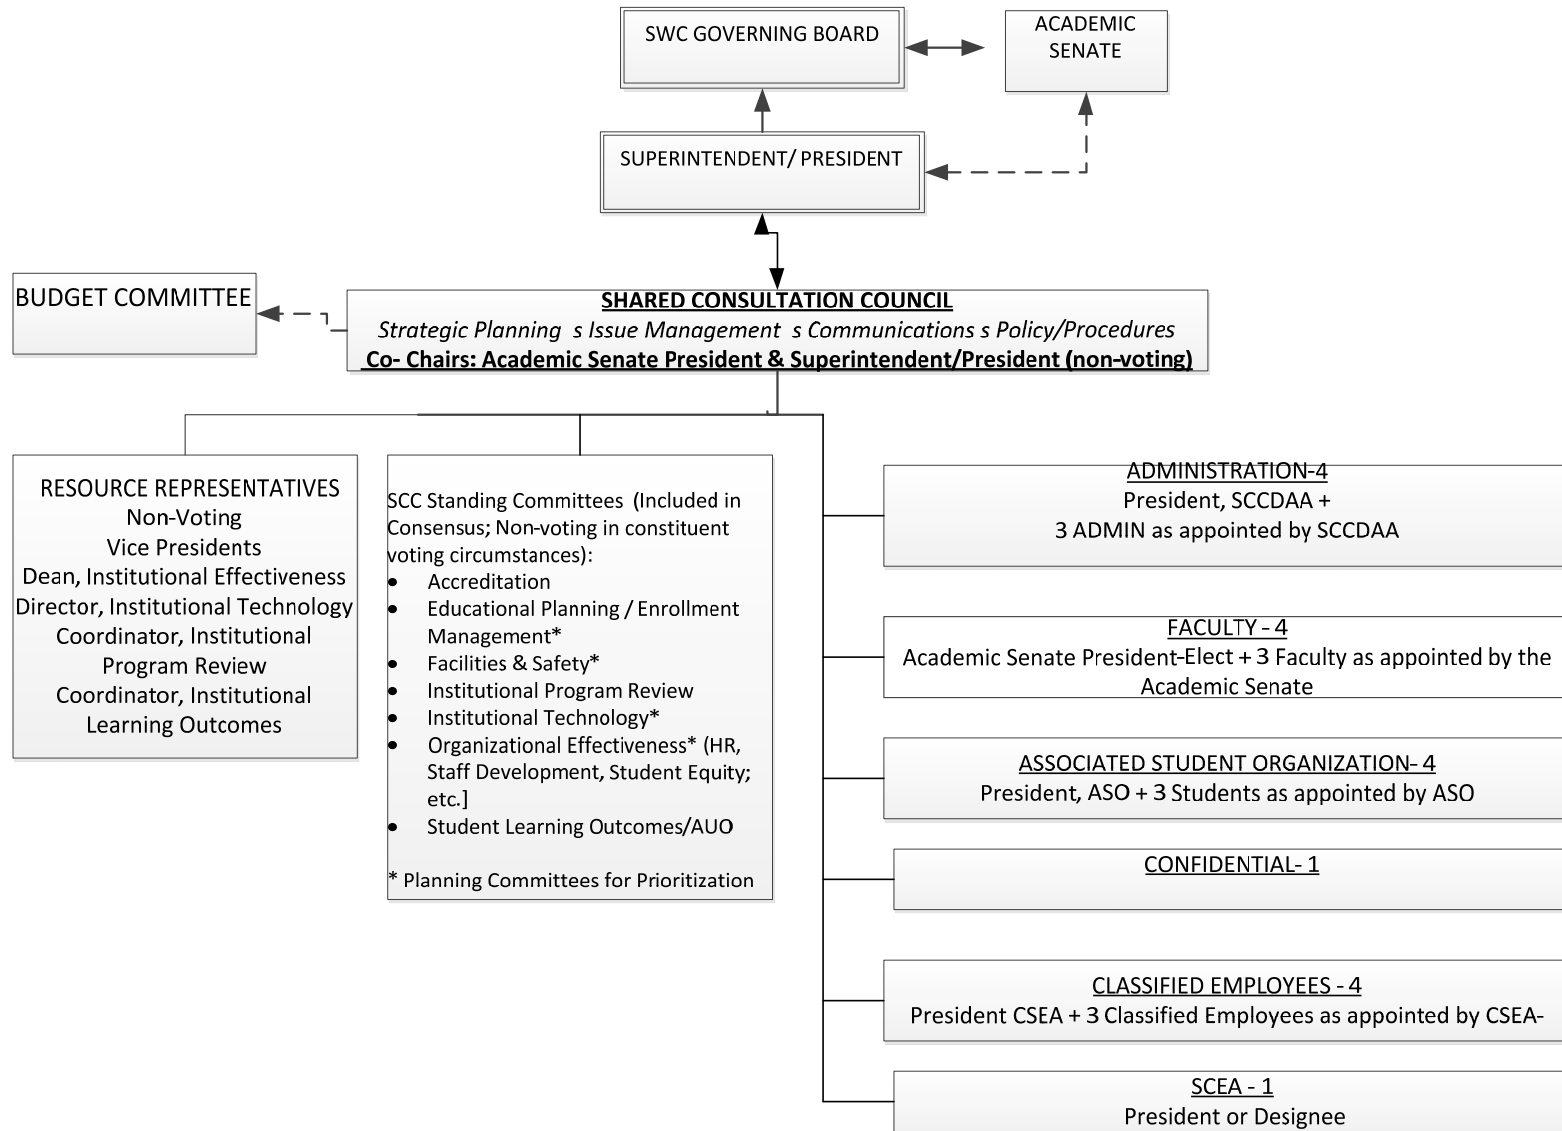 SWC GOVERNING BOARD
ACADEMIC
SENATE
SUPERINTENDENT/ PRESIDENT
BUDGET COMMITTEE
SHARED CONSULTATION COUNCIL
Strategic Planning s Issue Management s Communications s Policy/Procedures
Co- Chairs: Academic Senate President & Superintendent/President (non-voting)
RESOURCE REPRESENTATIVES
Non-Voting
Vice Presidents
Dean, Institutional Effectiveness
Director, Institutional Technology
Coordinator, Institutional
Program Review
Coordinator, Institutional
Learning Outcomes
SCC Standing Committees (Included in
Consensus; Non-voting in constituent
voting circumstances):
● Accreditation
● Educational Planning / Enrollment
Management*
● Facilities & Safety*
● Institutional Program Review
● Institutional Technology*
● Organizational Effectiveness* (HR,
Staff Development, Student Equity;
etc.]
● Student Learning Outcomes/AUO
* Planning Committees for Prioritization
ADMINISTRATION-4
President, SCCDAA +
3 ADMIN as appointed by SCCDAA
FACULTY - 4
Academic Senate President-Elect + 3 Faculty as appointed by the
Academic Senate
ASSOCIATED STUDENT ORGANIZATION- 4
President, ASO + 3 Students as appointed by ASO
CONFIDENTIAL- 1
CLASSIFIED EMPLOYEES - 4
President CSEA + 3 Classified Employees as appointed by CSEA-
SCEA - 1
President or Designee